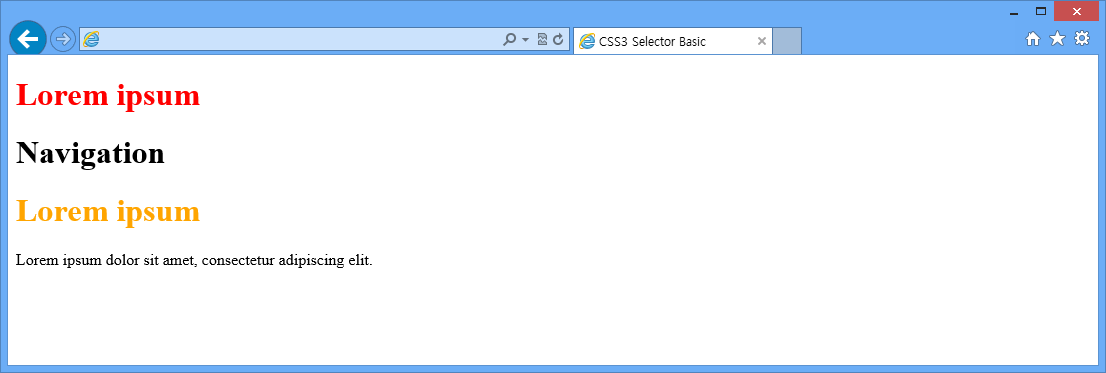 CSS3 Selector Basic
Lorem ipsum
Navigation
Lorem ipsum
Lorem ipsum dolor sit amet, consectetur adipiscing elit.